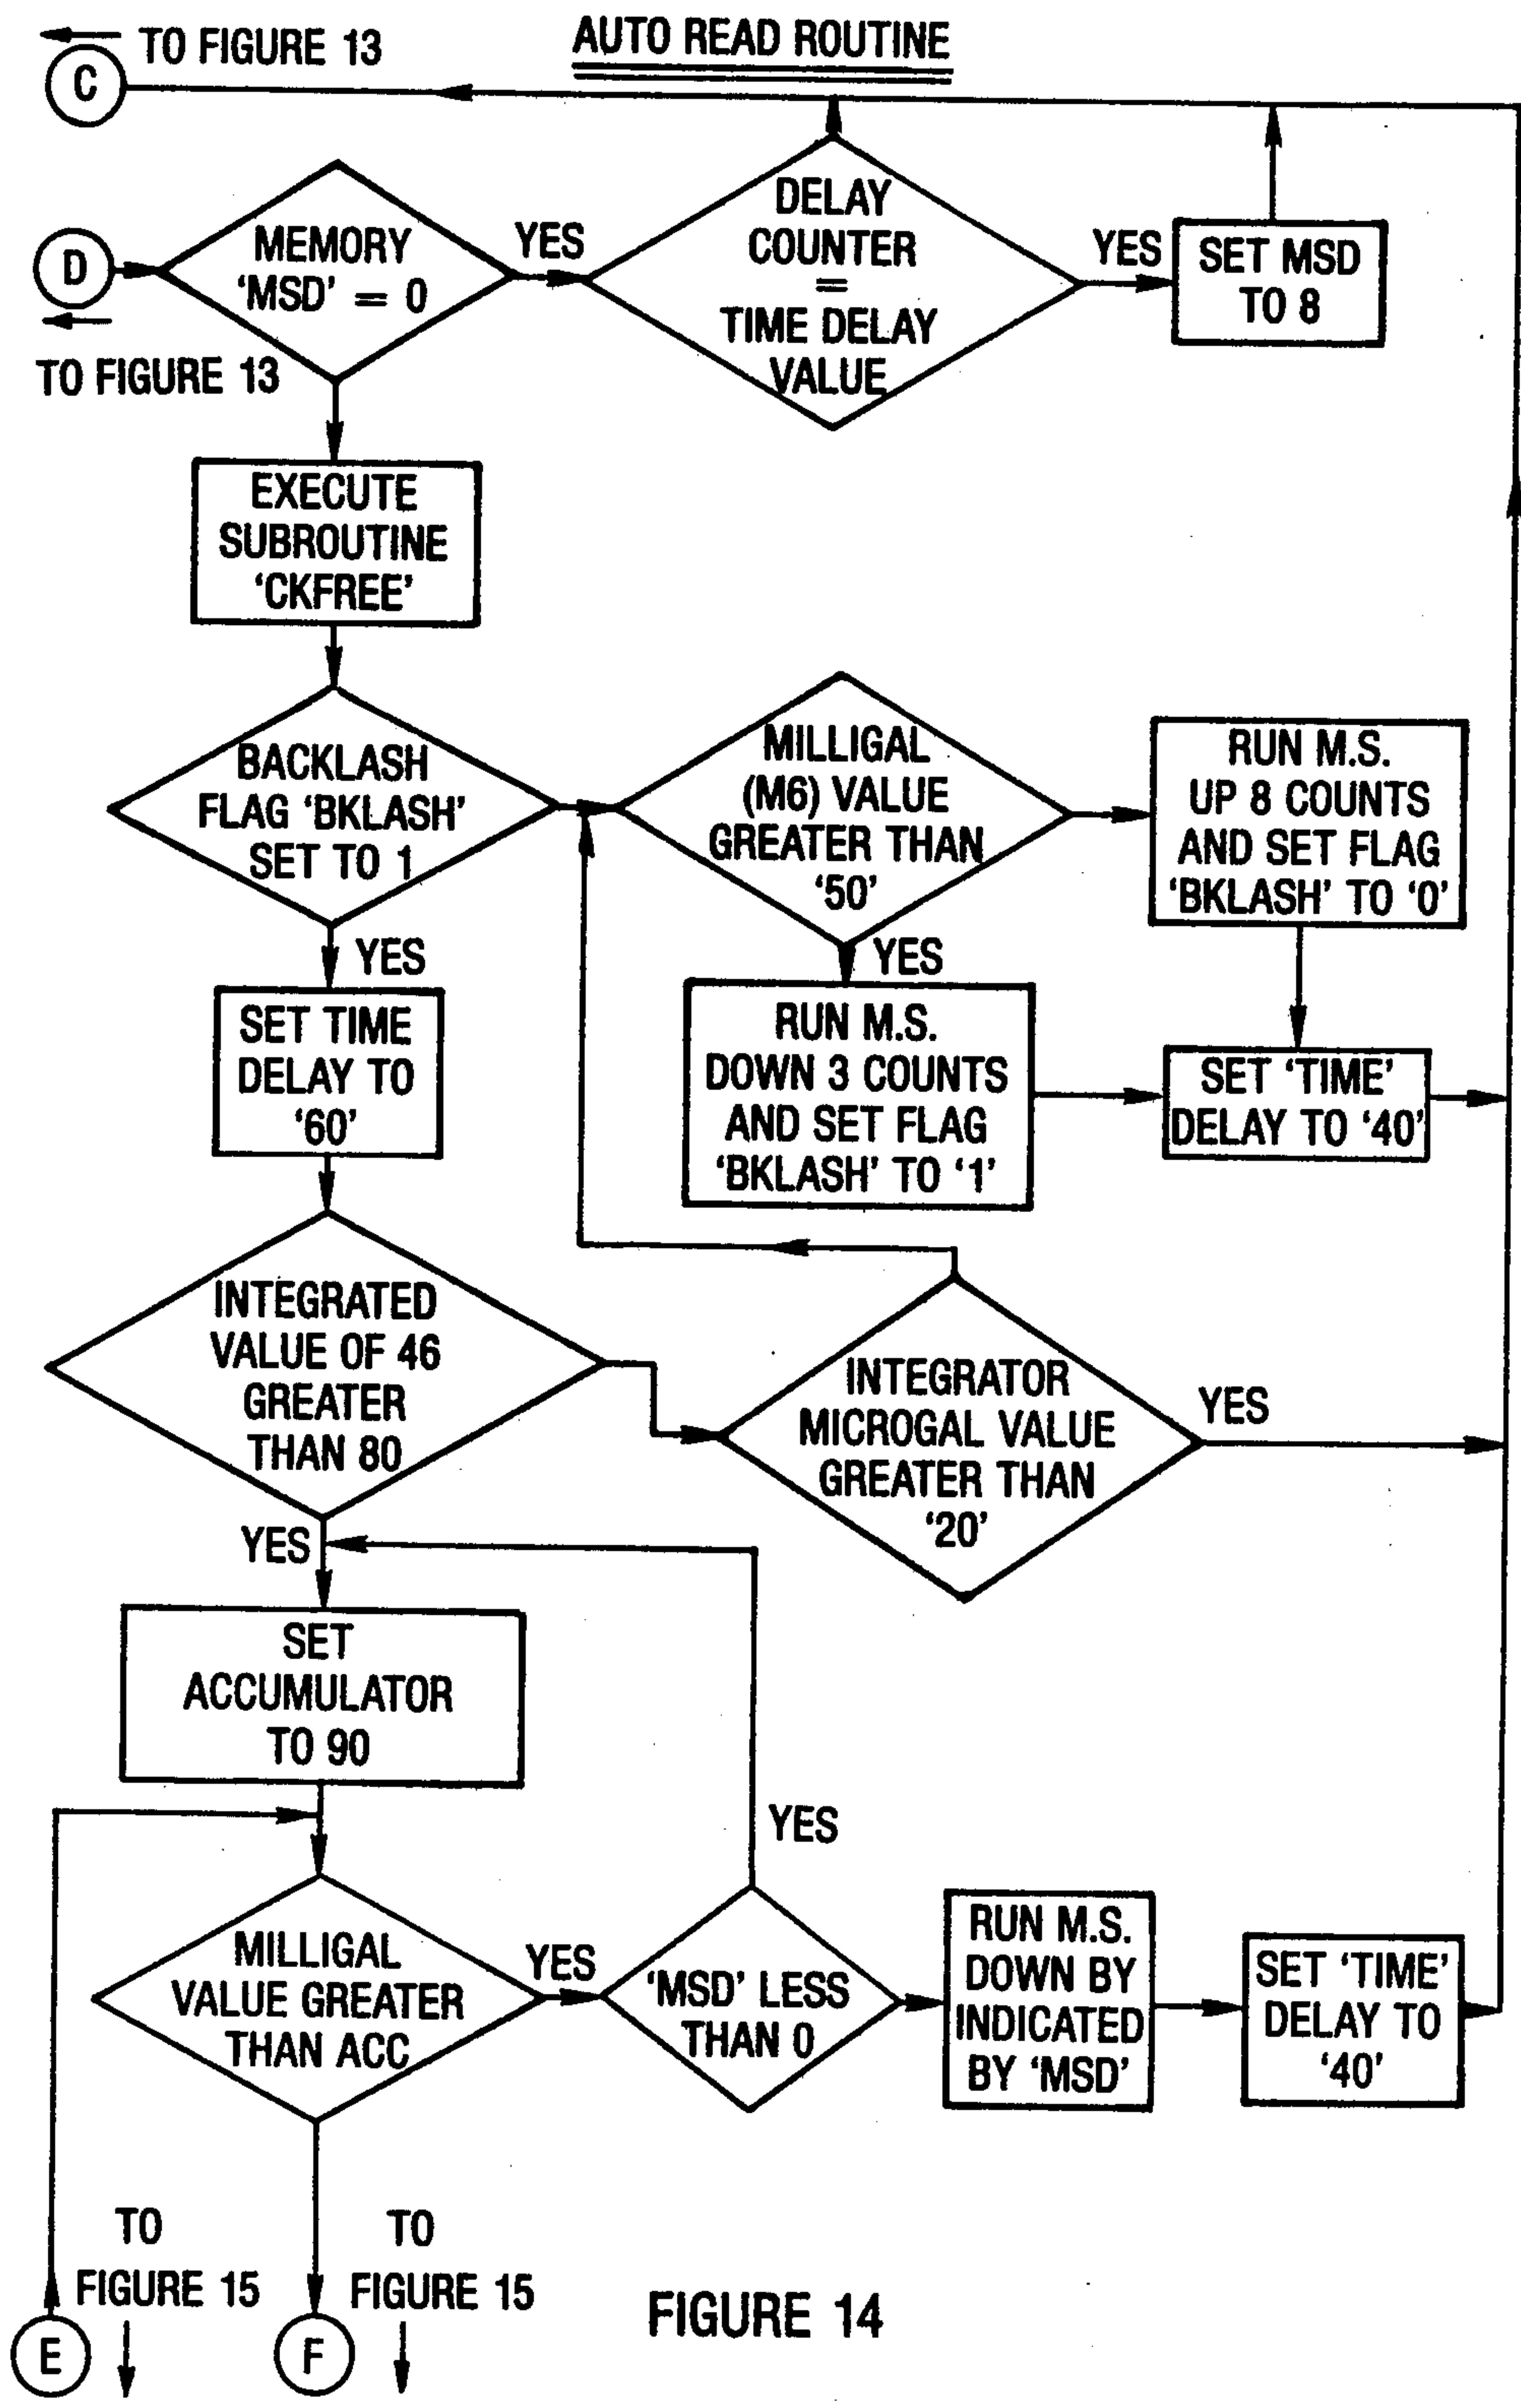 TO FIGURE 13
AUTO READ ROUTINE
C
D
MEMORY
‘MSD’ = 0
YES
DELAY
COUNTER
=
TIME DELAY
VALUE
YES
SET MSD
TO 8
TO FIGURE 13
EXECUTE
SUBROUTINE
‘CKFREE’
BACKLASH
FLAG ‘BKLASH’
SET TO 1
MILLIGAL
(M6) VALUE
GREATER THAN
‘50’
RUN M.S.
UP 8 COUNTS
AND SET FLAG
‘BKLASH’ TO ‘0’
YES
YES
SET TIME
DELAY TO
‘60’
RUN M.S.
DOWN 3 COUNTS
AND SET FLAG
‘BKLASH’ TO ‘1’
SET ‘TIME’
DELAY TO ‘40’
INTEGRATED
VALUE OF 46
GREATER
THAN 80
INTEGRATOR
MICROGAL VALUE
GREATER THAN
‘20’
YES
YES
SET
ACCUMULATOR
TO 90
YES
MILLIGAL
VALUE GREATER
THAN ACC
YES
‘MSD’ LESS
THAN 0
RUN M.S.
DOWN BY
INDICATED
BY ‘MSD’
SET ‘TIME’
DELAY TO
‘40’
TO
FIGURE 15
TO
FIGURE 15
E
F
FIGURE 14